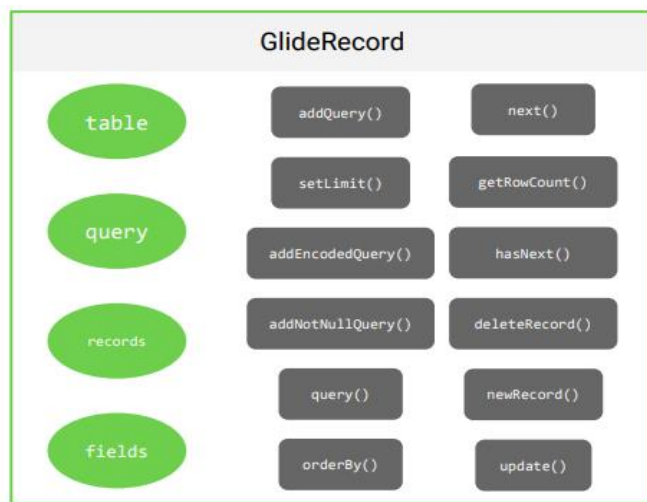 GlideRecord
table
query
records
fields
addQuery()
next()
setLimit()
getRowCount()
addEncodedQuery()
hasNext()
addNotNullQuery()
deleteRecord()
query()
newRecord()
orderBy()
update()